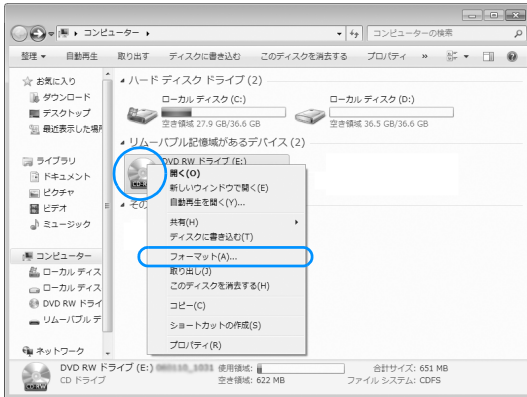 コンピューター
コンピューターの検索
整理 自動再生 取り出す ディスクに書き込む このディスクを消去する プロパティ »
お気に入り
ダウンロード
デスクトップ
最近表示した場所
ライブラリ
ドキュメント
ピクチャ
ビデオ
ミュージック
コンピューター
ローカル ディス
ローカル ディス
DVD RW ドライ
リムーバブル デ
ネットワーク
ハード ディスク ドライブ (2)
ローカル ディスク (C:)
空き領域 27.9 GB/36.6 GB
ローカル ディスク (D:)
空き領域 36.5 GB/36.6 GB
リムーバブル記憶域があるデバイス (2)
DVD RW ドライブ (E:)
CD-RW
その
開く(O)
新しいウィンドウで開く(E)
自動再生を開く(Y)...
共有(H)
ディスクに書き込む(T)
フォーマット(A)...
取り出し(J)
このディスクを消去する(H)
コピー(C)
ショートカットの作成(S)
プロパティ(R)
DVD RW ドライブ (E:) 使用領域: 合計サイズ: 651 MB
CD ドライブ 空き領域: 622 MB ファイル システム: CDFS
CD-RW